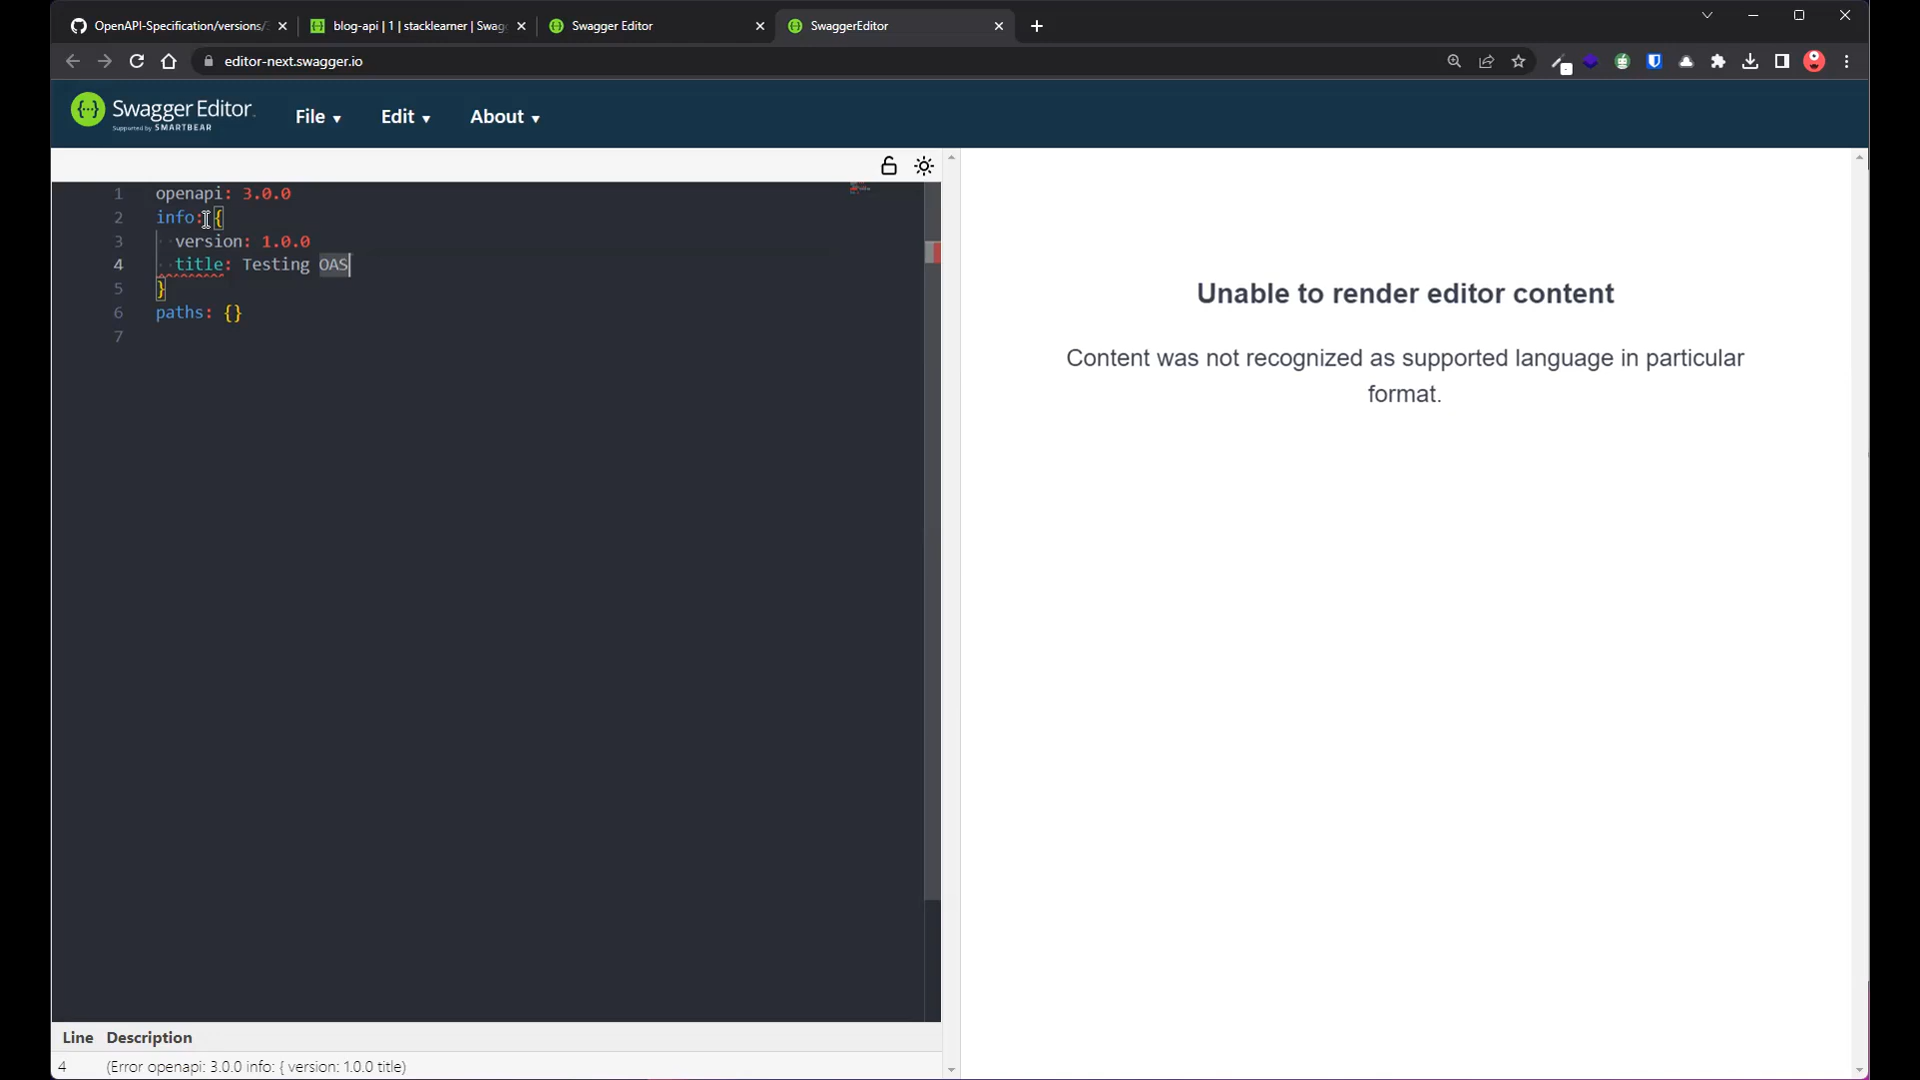 OpenAPI-Specification/versions/
blog-api | 1 | stacklearner | Swag
Swagger Editor
SwaggerEditor
editor-next.swagger.io
Swagger Editor
Supported by SMARTBEAR
File
Edit
About
1 openapi: 3.0.0
2 info: {
3 version: 1.0.0
4 title: Testing OAS
5 }
6 paths: {}
7
Unable to render editor content
Content was not recognized as supported language in particular
format.
Line Description
4 (Error openapi: 3.0.0 info: { version: 1.0.0 title)